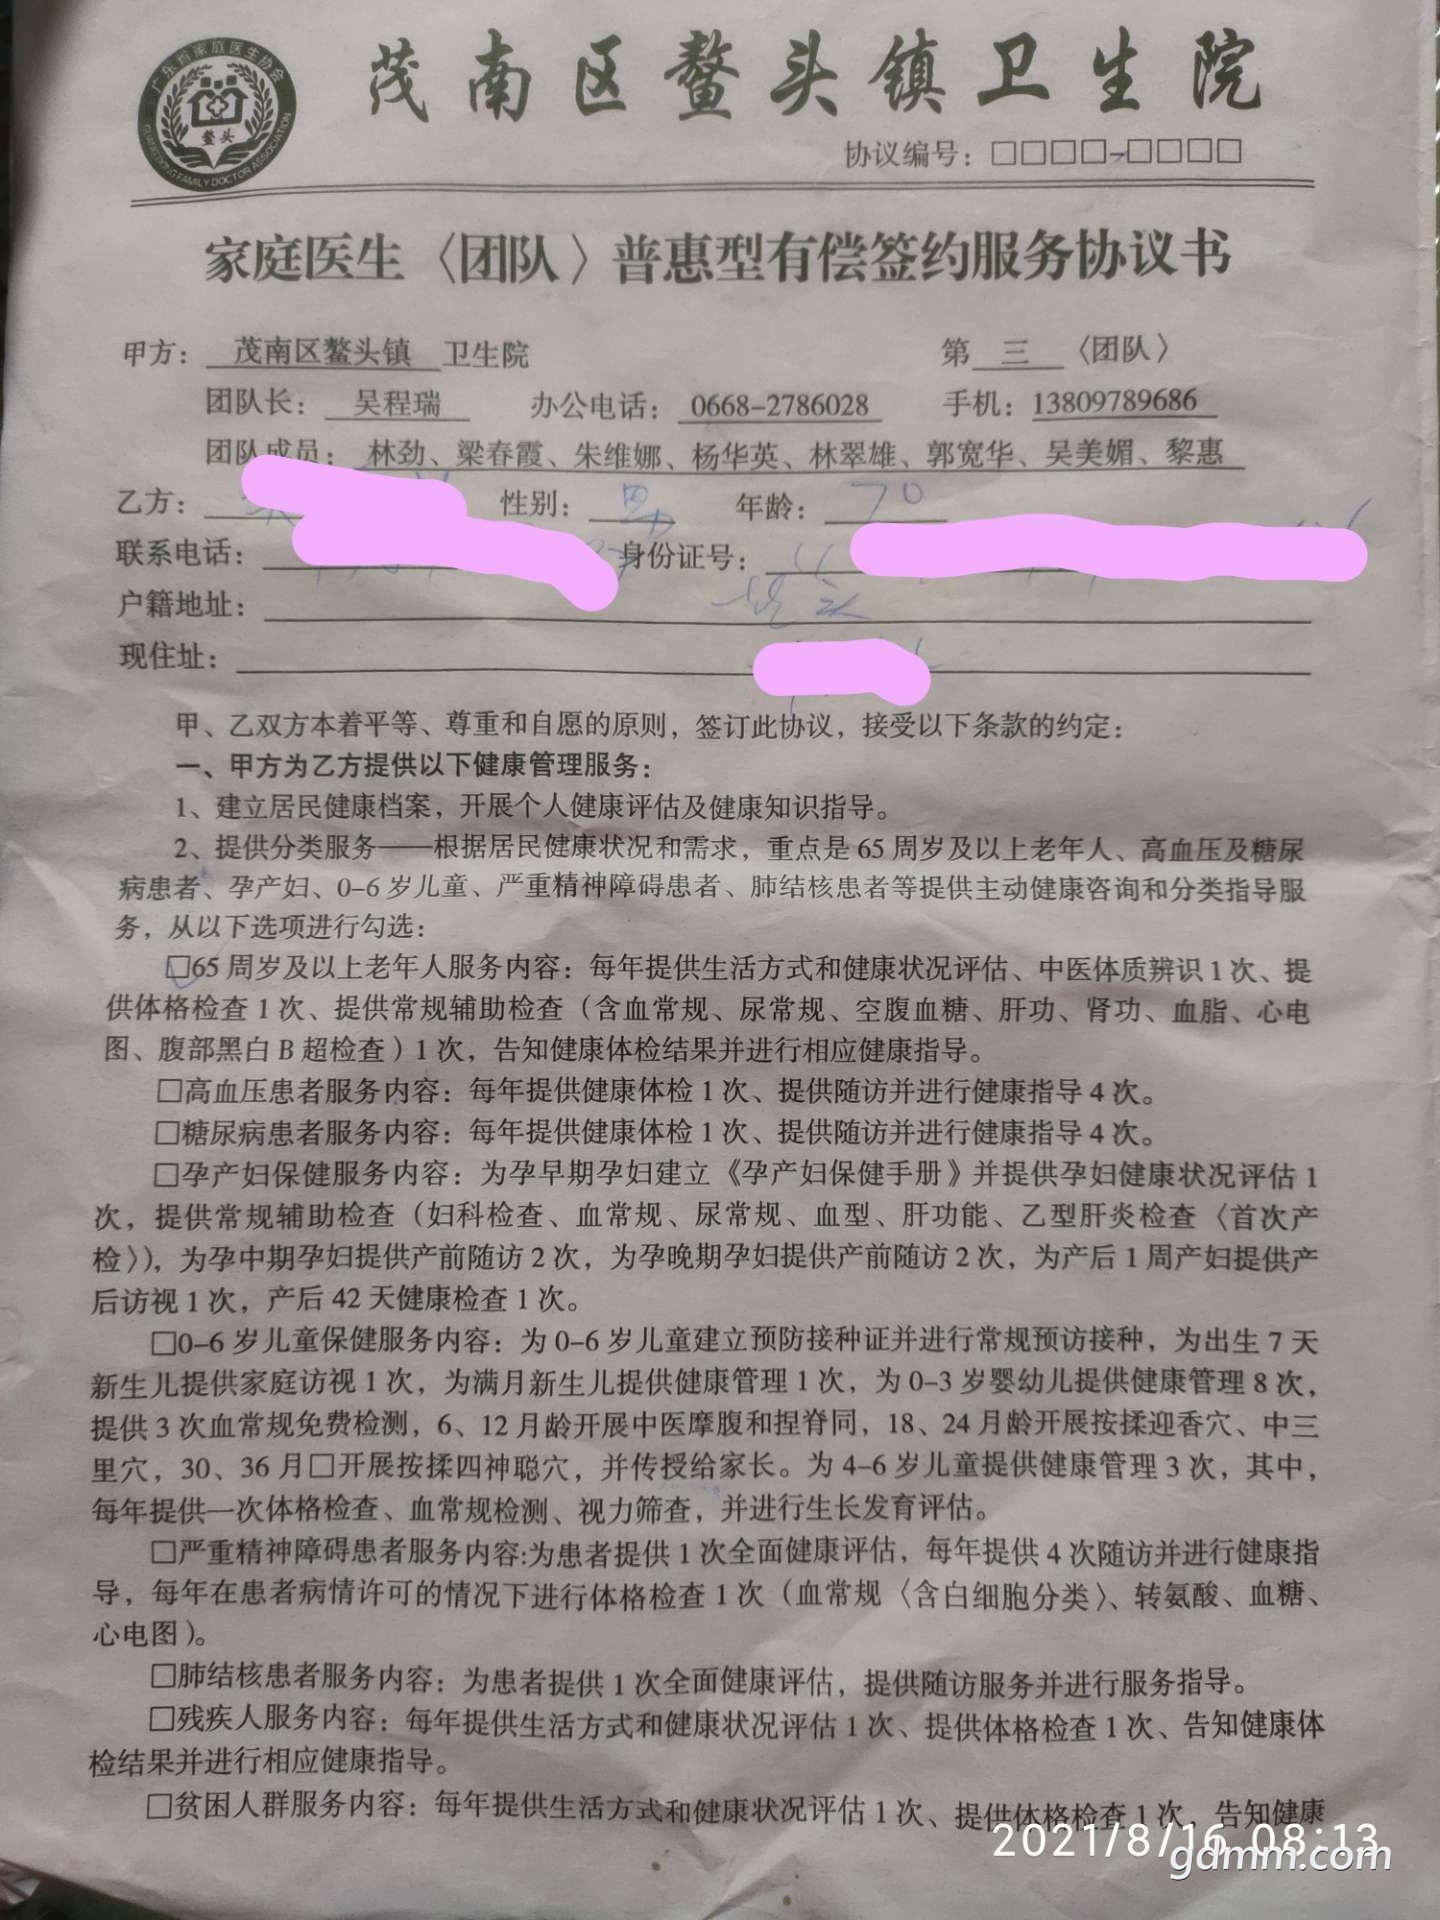 广东省家庭医生协会
鳌头
GUANGDONG FAMILY DOCTOR ASSOCIATION
茂南区鳌头镇卫生院
协议编号：□□□□-□□□□
家庭医生〈团队〉普惠型有偿签约服务协议书
甲方： 茂南区鳌头镇 卫生院 第 三 〈团队〉
团队长： 吴程瑞 办公电话： 0668-2786028 手机：13809789686
团队成员： 林劲、梁春霞、朱维娜、杨华英、林翠雄、郭宽华、吴美媚、黎惠
乙方： 性别： 男 年龄： 70
联系电话： 身份证号：
户籍地址：
现住址：
甲、乙双方本着平等、尊重和自愿的原则，签订此协议，接受以下条款的约定：
一、甲方为乙方提供以下健康管理服务：
1、建立居民健康档案，开展个人健康评估及健康知识指导。
2、提供分类服务——根据居民健康状况和需求，重点是 65 周岁及以上老年人、高血压及糖尿
病患者、孕产妇、0-6 岁儿童、严重精神障碍患者、肺结核患者等提供主动健康咨询和分类指导服
务，从以下选项进行勾选：
□65 周岁及以上老年人服务内容：每年提供生活方式和健康状况评估、中医体质辨识 1 次、提
供体格检查 1 次、提供常规辅助检查（含血常规、尿常规、空腹血糖、肝功、肾功、血脂、心电
图、腹部黑白 B 超检查）1 次，告知健康体检结果并进行相应健康指导。
□高血压患者服务内容：每年提供健康体检 1 次、提供随访并进行健康指导 4 次。
□糖尿病患者服务内容：每年提供健康体检 1 次、提供随访并进行健康指导 4 次。
□孕产妇保健服务内容：为孕早期孕妇建立《孕产妇保健手册》并提供孕妇健康状况评估 1
次，提供常规辅助检查（妇科检查、血常规、尿常规、血型、肝功能、乙型肝炎检查〈首次产
检〉），为孕中期孕妇提供产前随访 2 次，为孕晚期孕妇提供产前随访 2 次，为产后 1 周产妇提供产
后访视 1 次，产后 42 天健康检查 1 次。
□0-6 岁儿童保健服务内容：为 0-6 岁儿童建立预防接种证并进行常规预访接种，为出生 7 天
新生儿提供家庭访视 1 次，为满月新生儿提供健康管理 1 次，为 0-3 岁婴幼儿提供健康管理 8 次，
提供 3 次血常规免费检测，6、12 月龄开展中医摩腹和捏脊同，18、24 月龄开展按揉迎香穴、中三
里穴，30、36 月□开展按揉四神聪穴，并传授给家长。为 4-6 岁儿童提供健康管理 3 次，其中，
每年提供一次体格检查、血常规检测、视力筛查，并进行生长发育评估。
□严重精神障碍患者服务内容:为患者提供 1 次全面健康评估，每年提供 4 次随访并进行健康指
导，每年在患者病情许可的情况下进行体格检查 1 次（血常规〈含白细胞分类〉、转氨酸、血糖、
心电图）。
□肺结核患者服务内容：为患者提供 1 次全面健康评估，提供随访服务并进行服务指导。
□残疾人服务内容：每年提供生活方式和健康状况评估 1 次、提供体格检查 1 次、告知健康体
检结果并进行相应健康指导。
□贫困人群服务内容：每年提供生活方式和健康状况评估 1 次、提供体格检查 1 次，告知健康
2021/8/16 08:13
gdmm.com